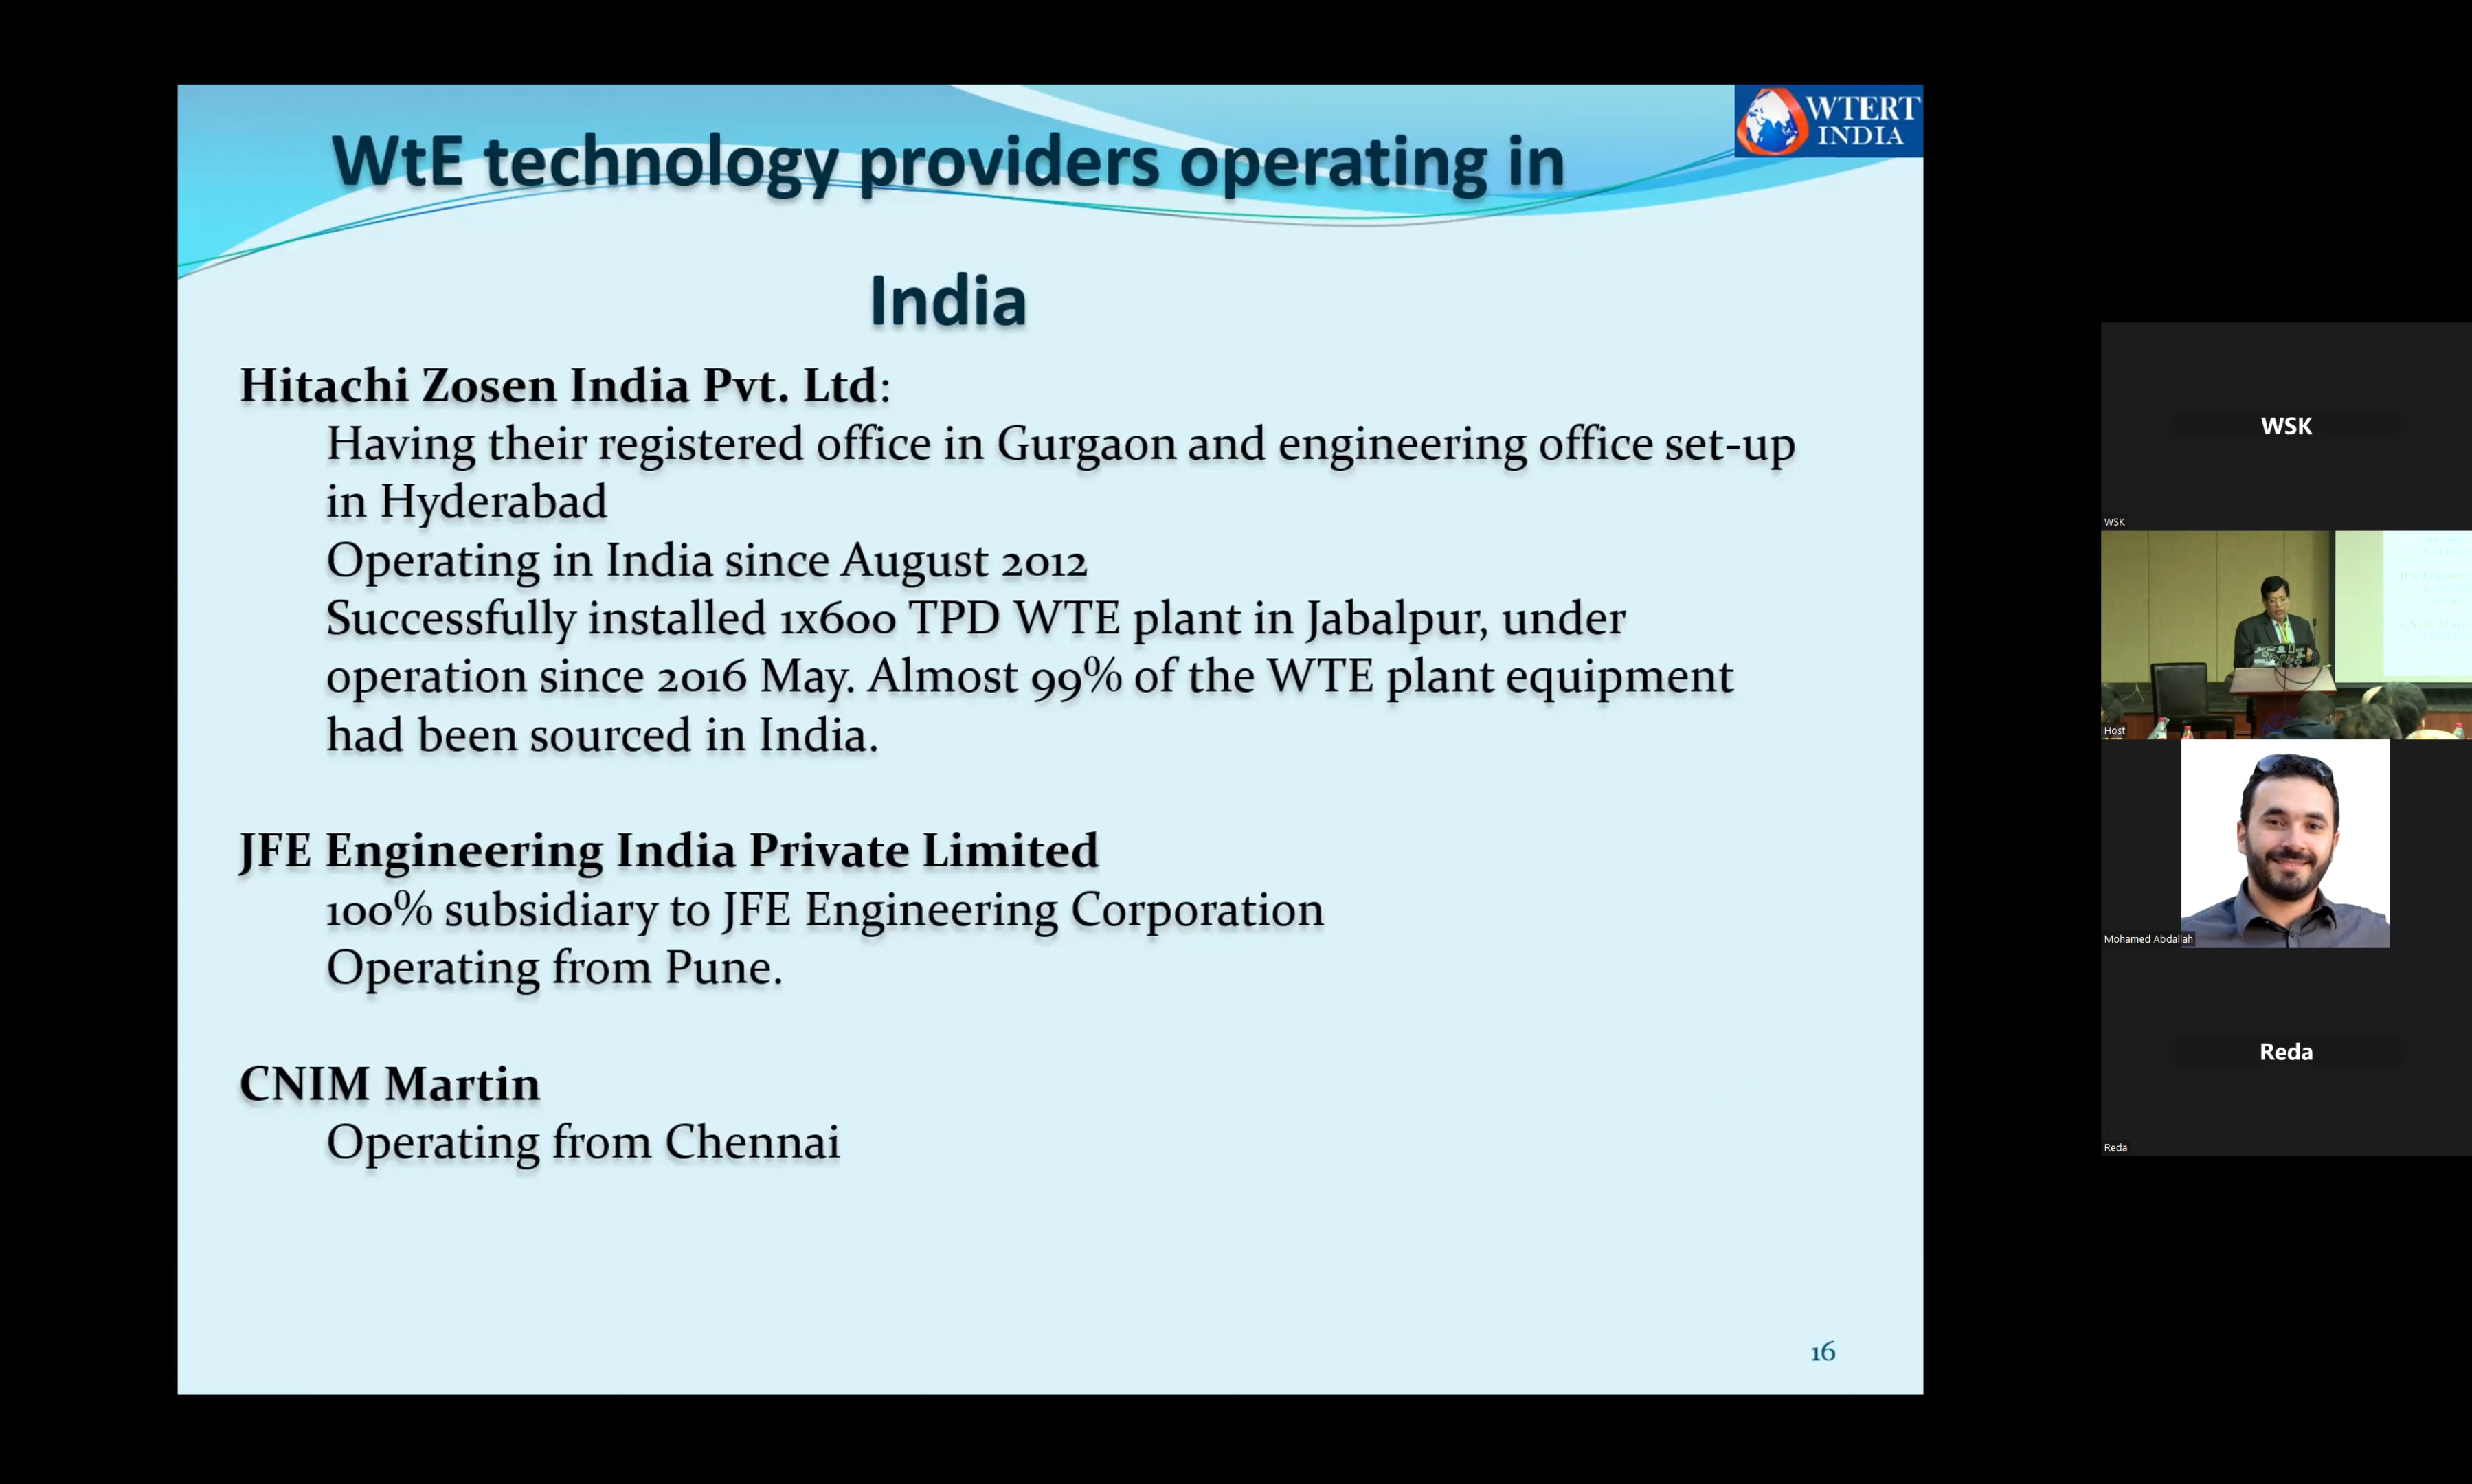 WTERT
INDIA
WtE technology providers operating in
India
Hitachi Zosen India Pvt. Ltd:
Having their registered office in Gurgaon and engineering office set-up
in Hyderabad
Operating in India since August 2012
Successfully installed 1x600 TPD WTE plant in Jabalpur, under
operation since 2016 May. Almost 99% of the WTE plant equipment
had been sourced in India.
JFE Engineering India Private Limited
100% subsidiary to JFE Engineering Corporation
Operating from Pune.
CNIM Martin
Operating from Chennai
16
WSK
WSK
Host
Mohamed Abdallah
Reda
Reda